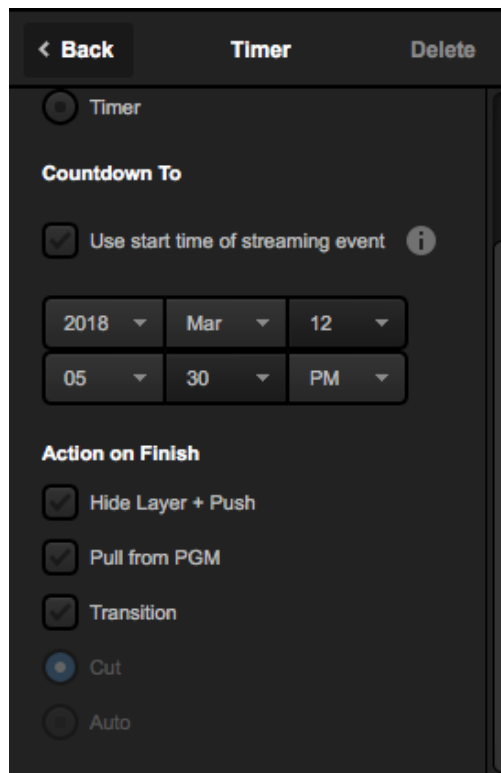 Back Timer Delete
Timer
Countdown To
Use start time of streaming event
2018 Mar 12
05 30 PM
Action on Finish
Hide Layer + Push
Pull from PGM
Transition
Cut
Auto